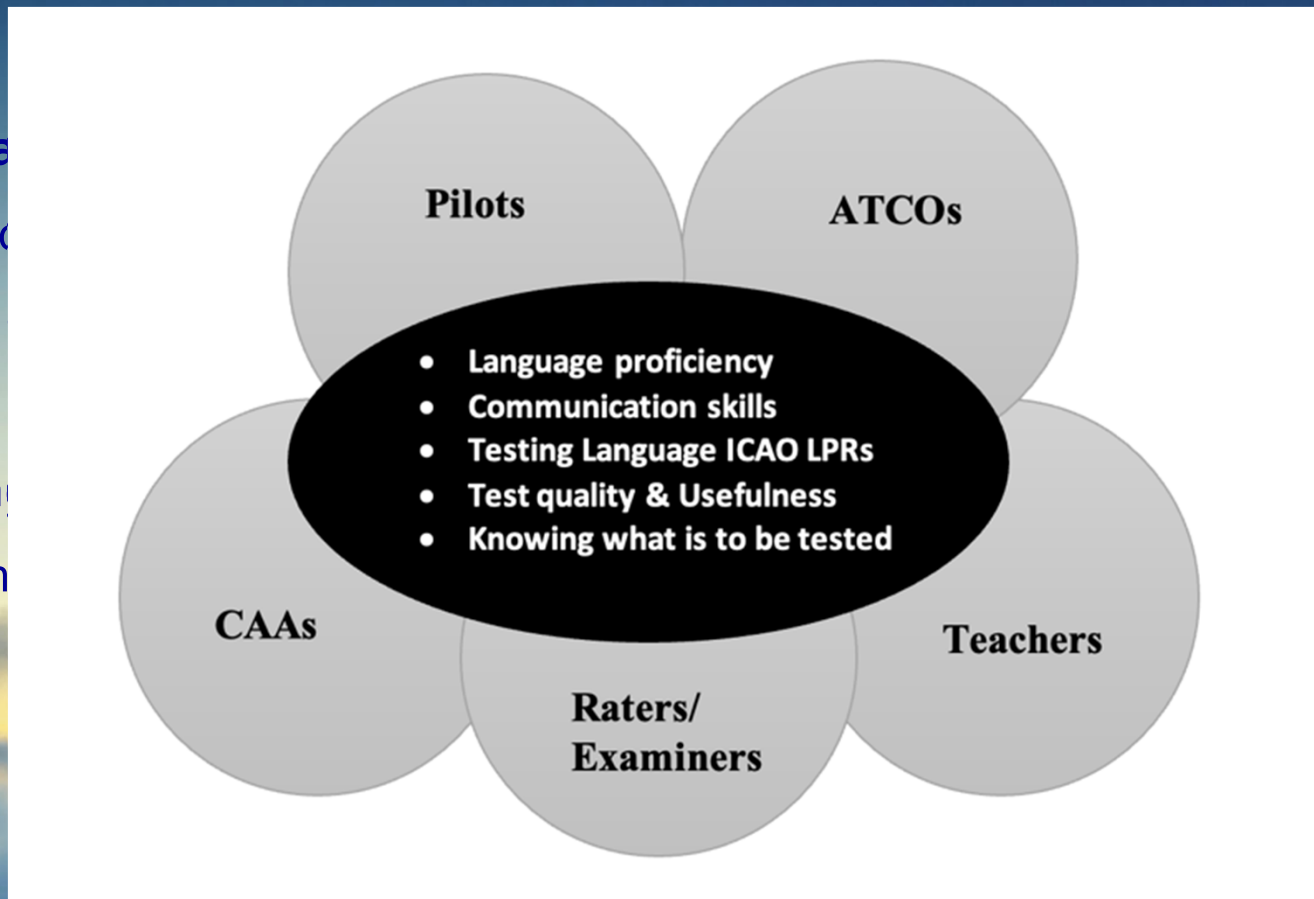 Pilots
ATCOs
• Language proficiency
• Communication skills
• Testing Language ICAO LPRs
• Test quality & Usefulness
• Knowing what is to be tested
CAAs
Teachers
Raters/
Examiners